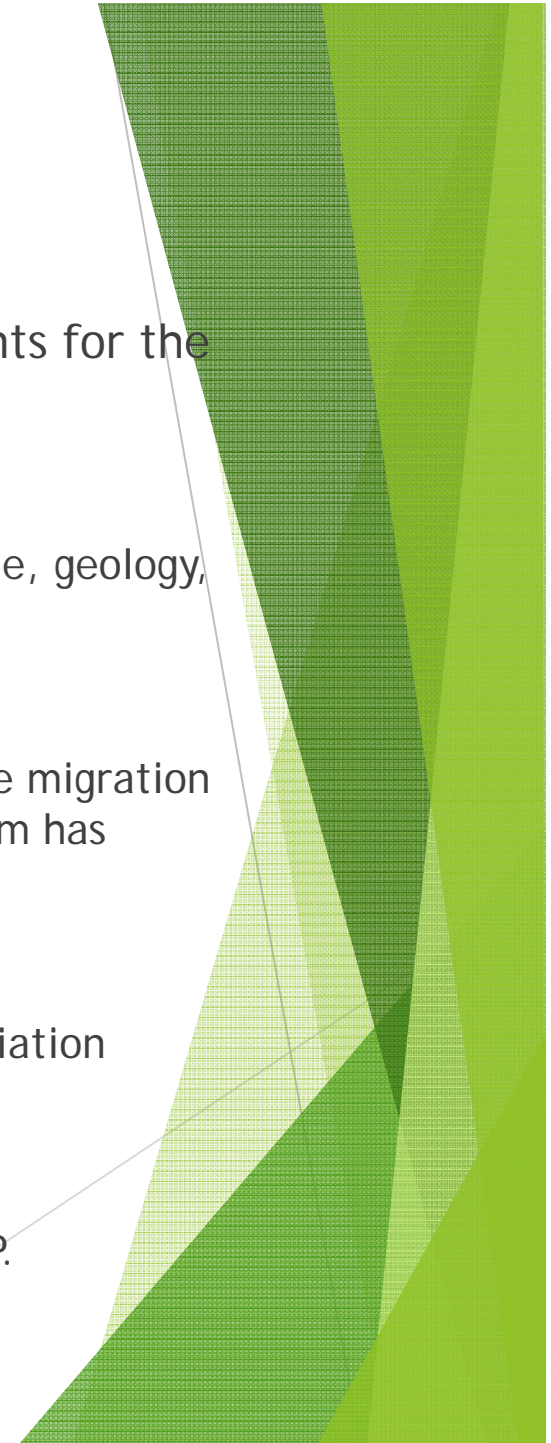 nts for the
e, geology,
e migration
m has
iation
P.